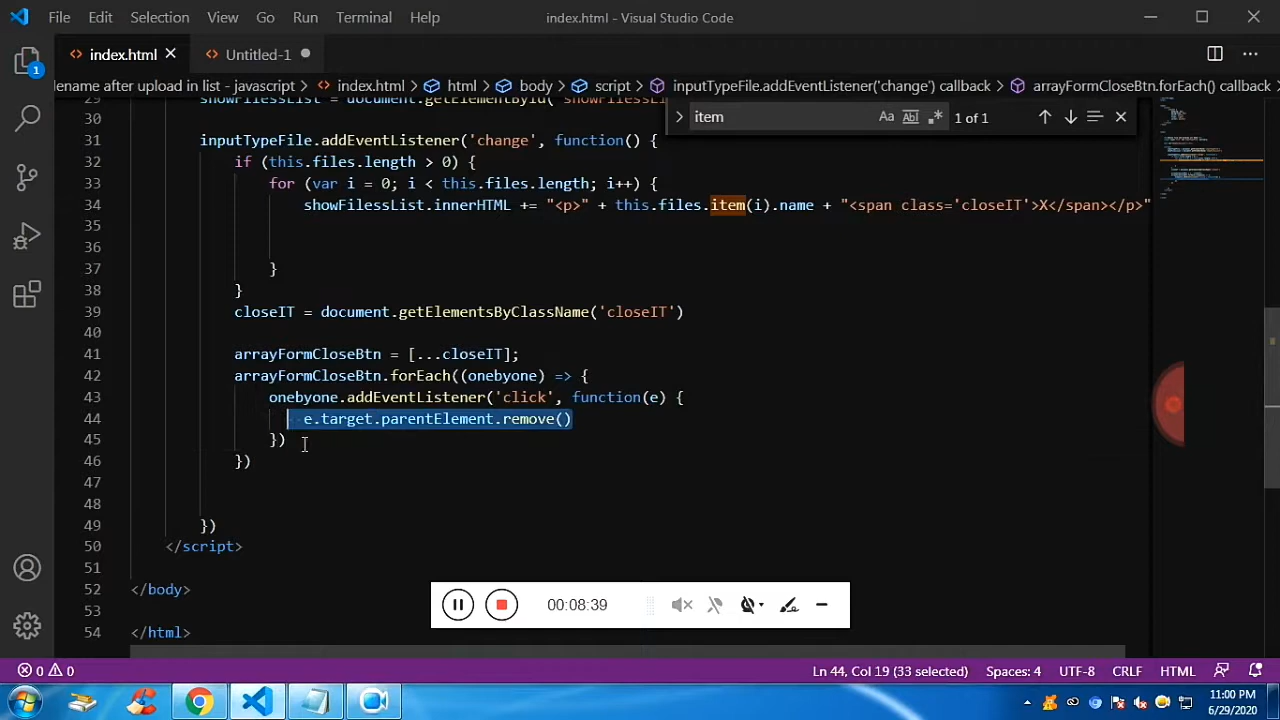 File Edit Selection View Go Run Terminal Help index.html - Visual Studio Code
index.html Untitled-1
lename after upload in list - javascript > index.html > html > body > script > inputTypeFile.addEventListener('change') callback > arrayFormCloseBtn.forEach() callback
item Aa Abl .* 1 of 1
29 showFilessList = document.getElementById('showFilessL
30
31 inputTypeFile.addEventListener('change', function() {
32 if (this.files.length > 0) {
33 for (var i = 0; i < this.files.length; i++) {
34 showFilessList.innerHTML += "<p>" + this.files.item(i).name + "<span class='closeIT'>X</span></p>"
35
36
37 }
38 }
39 closeIT = document.getElementsByClassName('closeIT')
40
41 arrayFormCloseBtn = [...closeIT];
42 arrayFormCloseBtn.forEach((onebyone) => {
43 onebyone.addEventListener('click', function(e) {
44 e.target.parentElement.remove()
45 })
46 })
47
48
49 })
50 </script>
51
52 </body>
53
54 </html>
00:08:39
0 0 Ln 44, Col 19 (33 selected) Spaces: 4 UTF-8 CRLF HTML
11:00 PM
6/29/2020